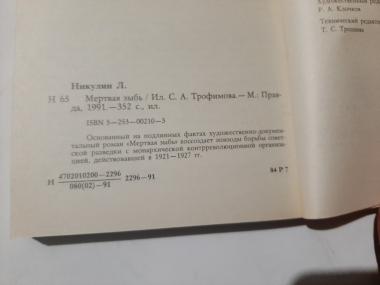 Художественный редактор
Р. А. Клочков
Технический редактор
Т. С. Трошина
Никулин Л.
Н 65 Мертвая зыбь / Ил. С. А. Трофимова.— М.: Прав-
да, 1991.—352 с., ил.
ISBN 5—253—00210—3
Основанный на подлинных фактах художественно-докумен-
тальный роман «Мертвая зыбь» воссоздает эпизоды борьбы совет-
ской разведки с монархической контрреволюционной организа-
цией, действовавшей в 1921—1927 гг.
Н 4702010200—2296
080(02)—91 2296—91
84 Р 7